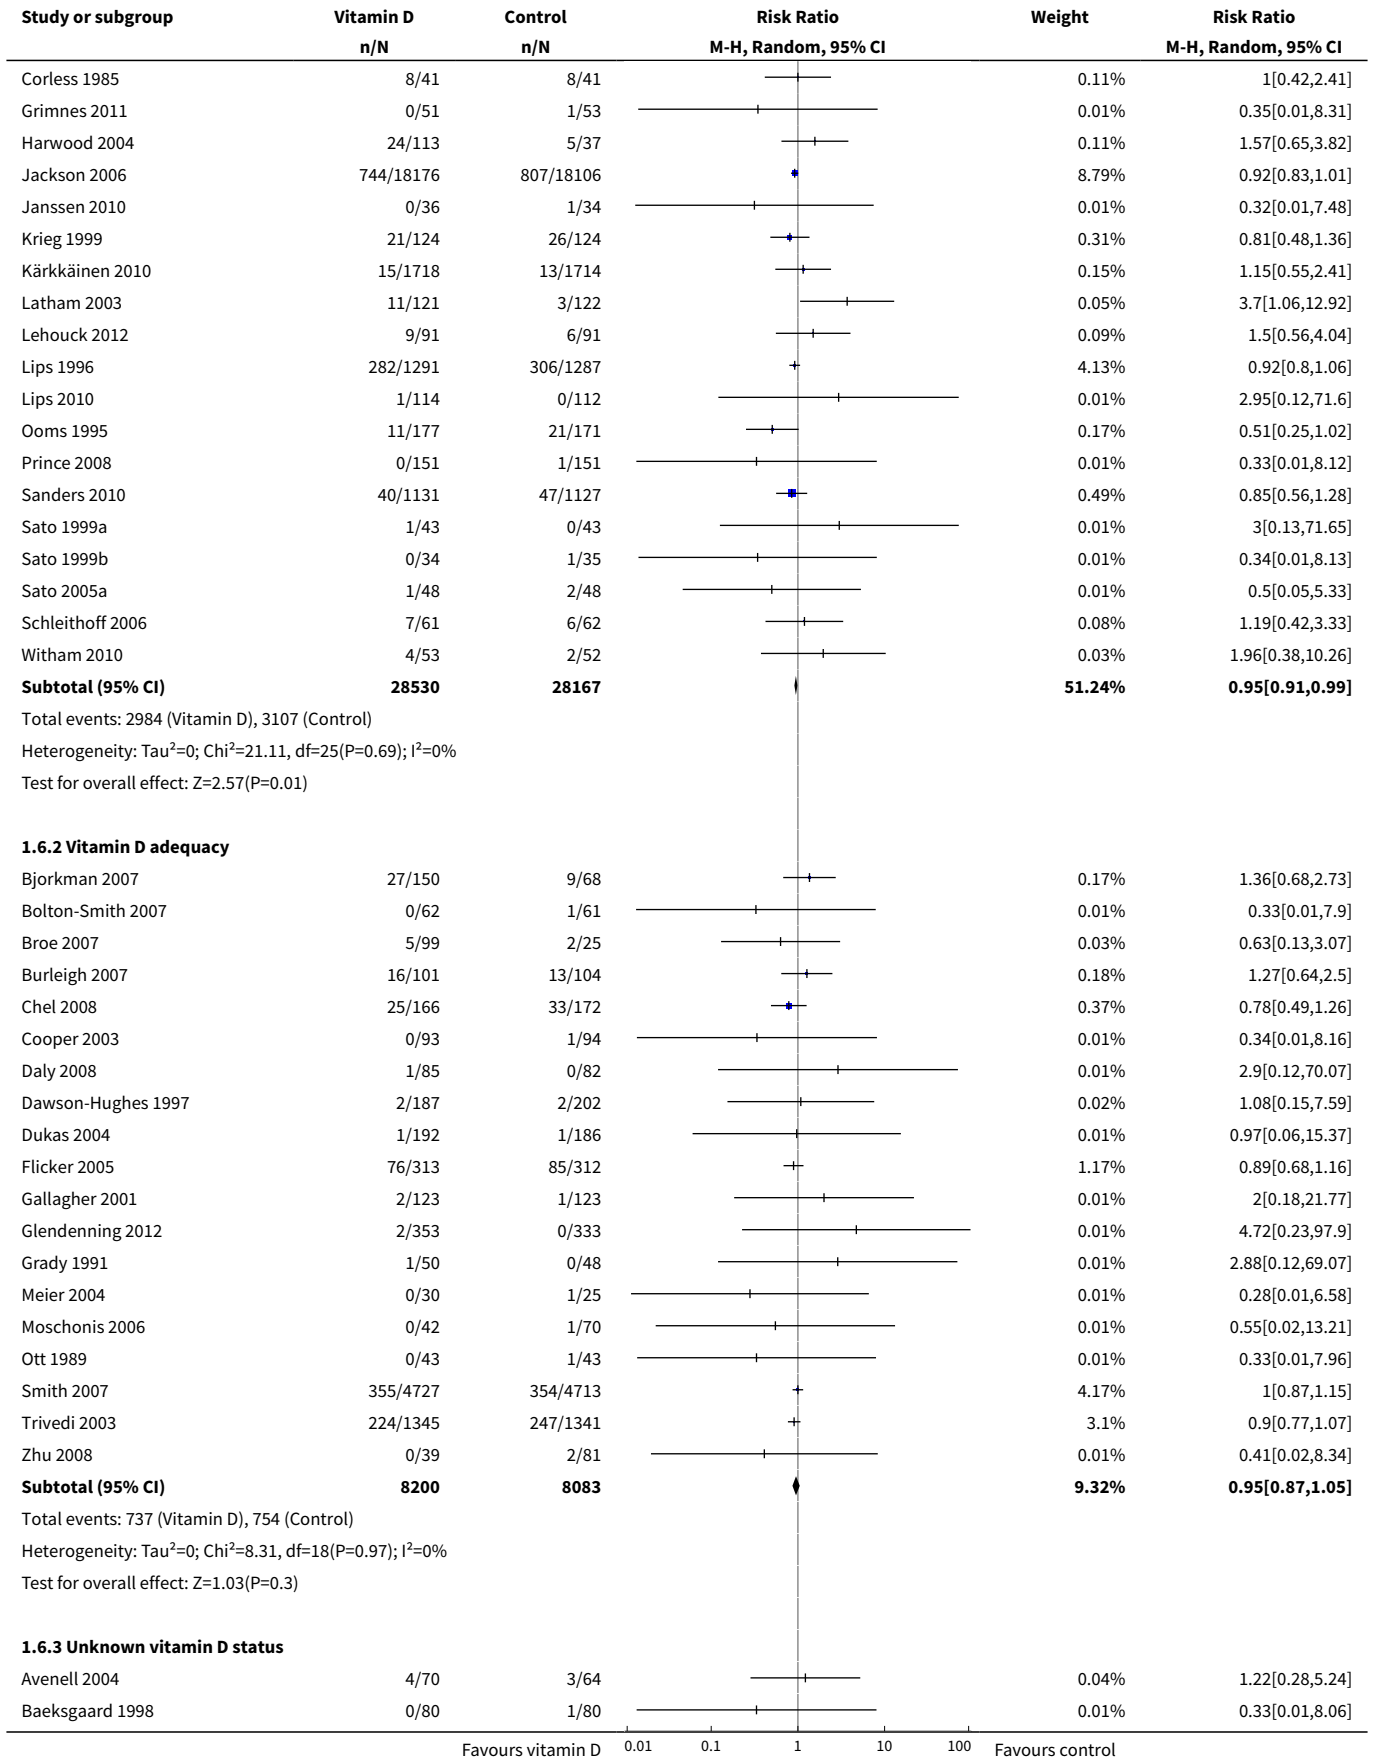 Study or subgroup Vitamin D Control Risk Ratio Weight Risk Ratio
n/N n/N M-H, Random, 95% CI M-H, Random, 95% CI
Corless 1985 8/41 8/41 0.11% 1[0.42,2.41]
Grimnes 2011 0/51 1/53 0.01% 0.35[0.01,8.31]
Harwood 2004 24/113 5/37 0.11% 1.57[0.65,3.82]
Jackson 2006 744/18176 807/18106 8.79% 0.92[0.83,1.01]
Janssen 2010 0/36 1/34 0.01% 0.32[0.01,7.48]
Krieg 1999 21/124 26/124 0.31% 0.81[0.48,1.36]
Kärkkäinen 2010 15/1718 13/1714 0.15% 1.15[0.55,2.41]
Latham 2003 11/121 3/122 0.05% 3.7[1.06,12.92]
Lehouck 2012 9/91 6/91 0.09% 1.5[0.56,4.04]
Lips 1996 282/1291 306/1287 4.13% 0.92[0.8,1.06]
Lips 2010 1/114 0/112 0.01% 2.95[0.12,71.6]
Ooms 1995 11/177 21/171 0.17% 0.51[0.25,1.02]
Prince 2008 0/151 1/151 0.01% 0.33[0.01,8.12]
Sanders 2010 40/1131 47/1127 0.49% 0.85[0.56,1.28]
Sato 1999a 1/43 0/43 0.01% 3[0.13,71.65]
Sato 1999b 0/34 1/35 0.01% 0.34[0.01,8.13]
Sato 2005a 1/48 2/48 0.01% 0.5[0.05,5.33]
Schleithoff 2006 7/61 6/62 0.08% 1.19[0.42,3.33]
Witham 2010 4/53 2/52 0.03% 1.96[0.38,10.26]
Subtotal (95% CI) 28530 28167 51.24% 0.95[0.91,0.99]
Total events: 2984 (Vitamin D), 3107 (Control)
Heterogeneity: Tau²=0; Chi²=21.11, df=25(P=0.69); I²=0%
Test for overall effect: Z=2.57(P=0.01)
1.6.2 Vitamin D adequacy
Bjorkman 2007 27/150 9/68 0.17% 1.36[0.68,2.73]
Bolton-Smith 2007 0/62 1/61 0.01% 0.33[0.01,7.9]
Broe 2007 5/99 2/25 0.03% 0.63[0.13,3.07]
Burleigh 2007 16/101 13/104 0.18% 1.27[0.64,2.5]
Chel 2008 25/166 33/172 0.37% 0.78[0.49,1.26]
Cooper 2003 0/93 1/94 0.01% 0.34[0.01,8.16]
Daly 2008 1/85 0/82 0.01% 2.9[0.12,70.07]
Dawson-Hughes 1997 2/187 2/202 0.02% 1.08[0.15,7.59]
Dukas 2004 1/192 1/186 0.01% 0.97[0.06,15.37]
Flicker 2005 76/313 85/312 1.17% 0.89[0.68,1.16]
Gallagher 2001 2/123 1/123 0.01% 2[0.18,21.77]
Glendenning 2012 2/353 0/333 0.01% 4.72[0.23,97.9]
Grady 1991 1/50 0/48 0.01% 2.88[0.12,69.07]
Meier 2004 0/30 1/25 0.01% 0.28[0.01,6.58]
Moschonis 2006 0/42 1/70 0.01% 0.55[0.02,13.21]
Ott 1989 0/43 1/43 0.01% 0.33[0.01,7.96]
Smith 2007 355/4727 354/4713 4.17% 1[0.87,1.15]
Trivedi 2003 224/1345 247/1341 3.1% 0.9[0.77,1.07]
Zhu 2008 0/39 2/81 0.01% 0.41[0.02,8.34]
Subtotal (95% CI) 8200 8083 9.32% 0.95[0.87,1.05]
Total events: 737 (Vitamin D), 754 (Control)
Heterogeneity: Tau²=0; Chi²=8.31, df=18(P=0.97); I²=0%
Test for overall effect: Z=1.03(P=0.3)
1.6.3 Unknown vitamin D status
Avenell 2004 4/70 3/64 0.04% 1.22[0.28,5.24]
Baeksgaard 1998 0/80 1/80 0.01% 0.33[0.01,8.06]
Favours vitamin D 0.01 0.1 1 10 100 Favours control